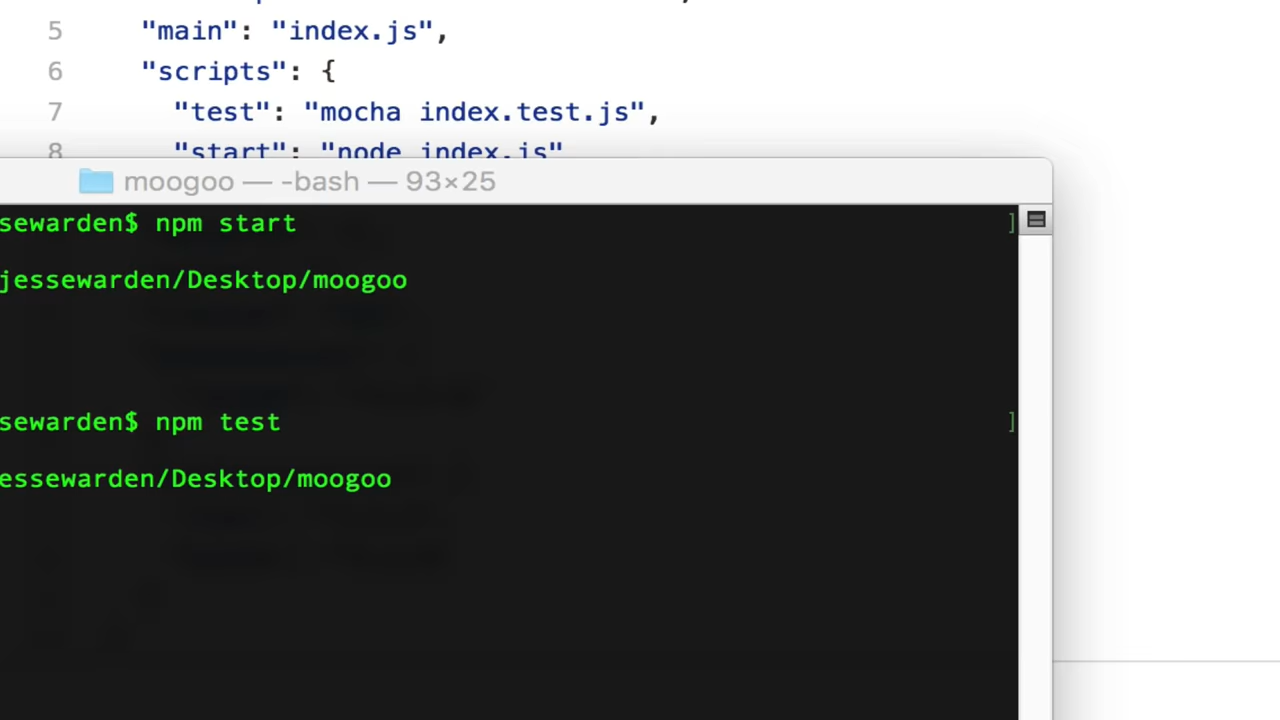 5 "main": "index.js",
6 "scripts": {
7 "test": "mocha index.test.js",
8 "start": "node index.js"
moogoo — -bash — 93×25
sewarden$ npm start ]
jessewarden/Desktop/moogoo
sewarden$ npm test ]
essewarden/Desktop/moogoo